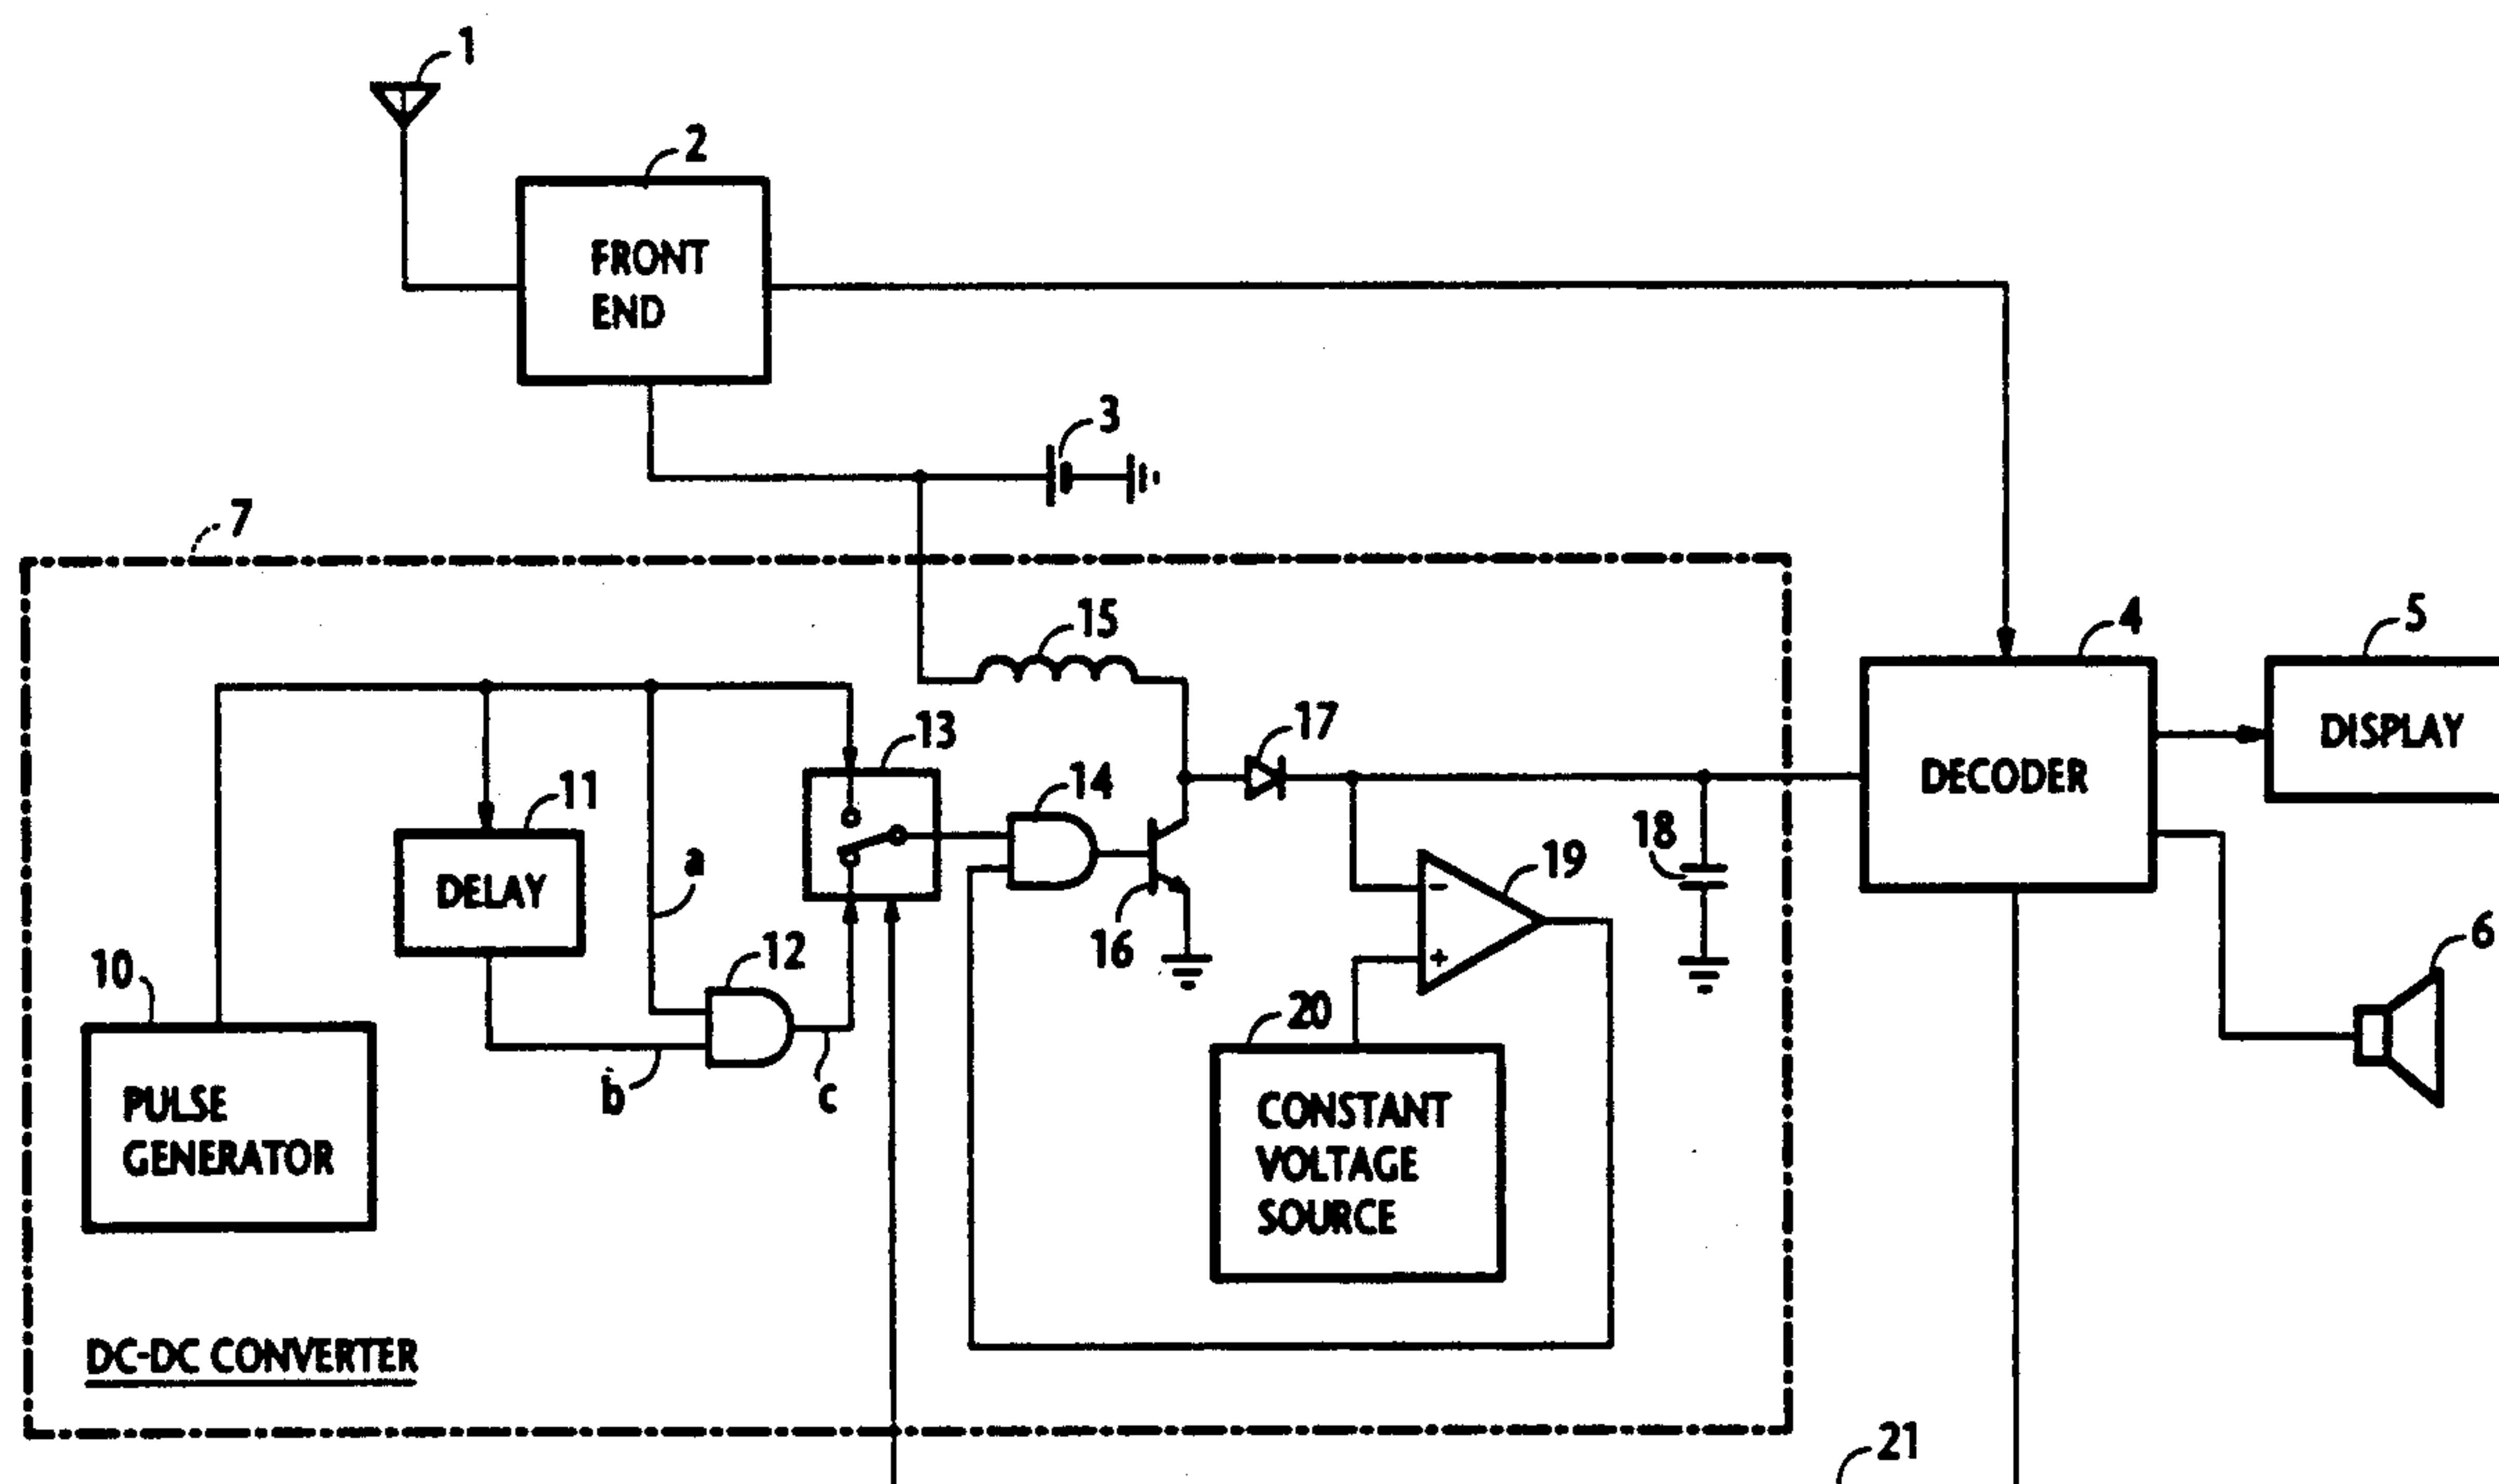 1
2
FRONT
END
3
7
15
4
5
13
17
DISPLAY
14
DECODER
11
18
a
19
DELAY
16
6
12
10
20
b
c
PULSE
GENERATOR
CONSTANT
VOLTAGE
SOURCE
-
+
DC-DC CONVERTER
21